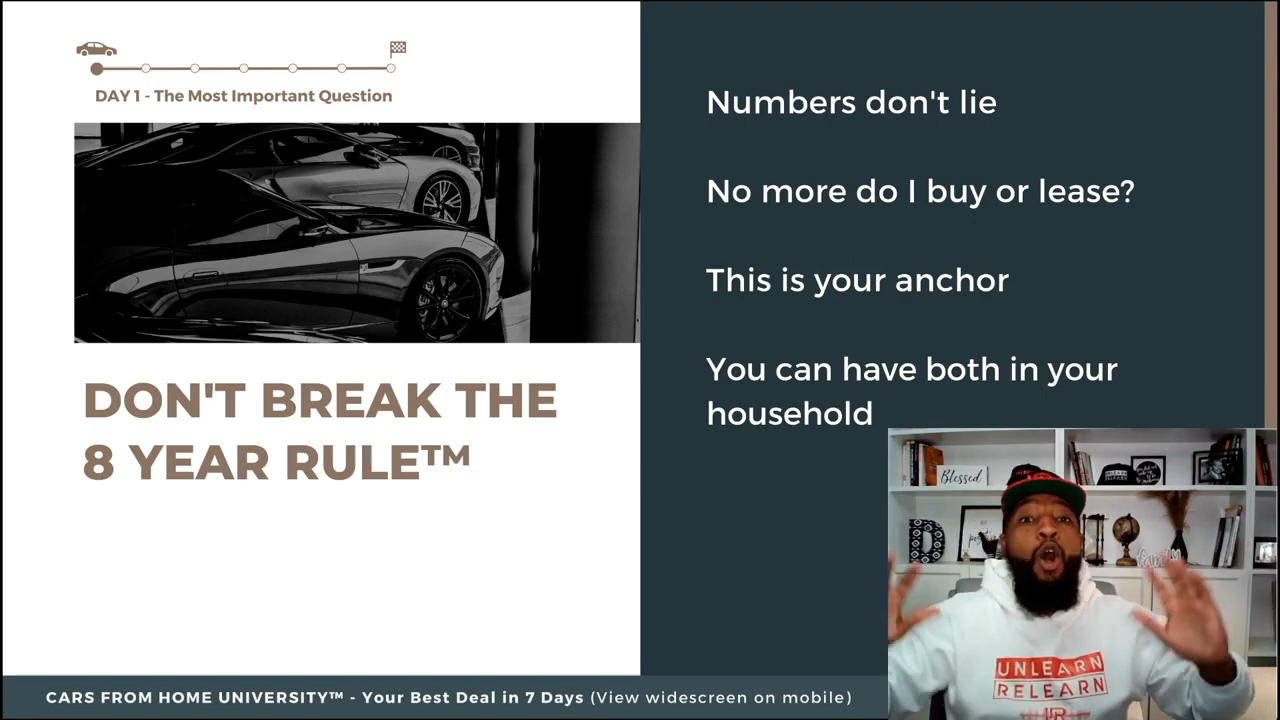 DAY 1 - The Most Important Question
DON'T BREAK THE
8 YEAR RULE™
Numbers don't lie
No more do I buy or lease?
This is your anchor
You can have both in your
household
Blessed
D
family
UNLEARN
RELEARN
CARS FROM HOME UNIVERSITY™ - Your Best Deal in 7 Days (View widescreen on mobile)